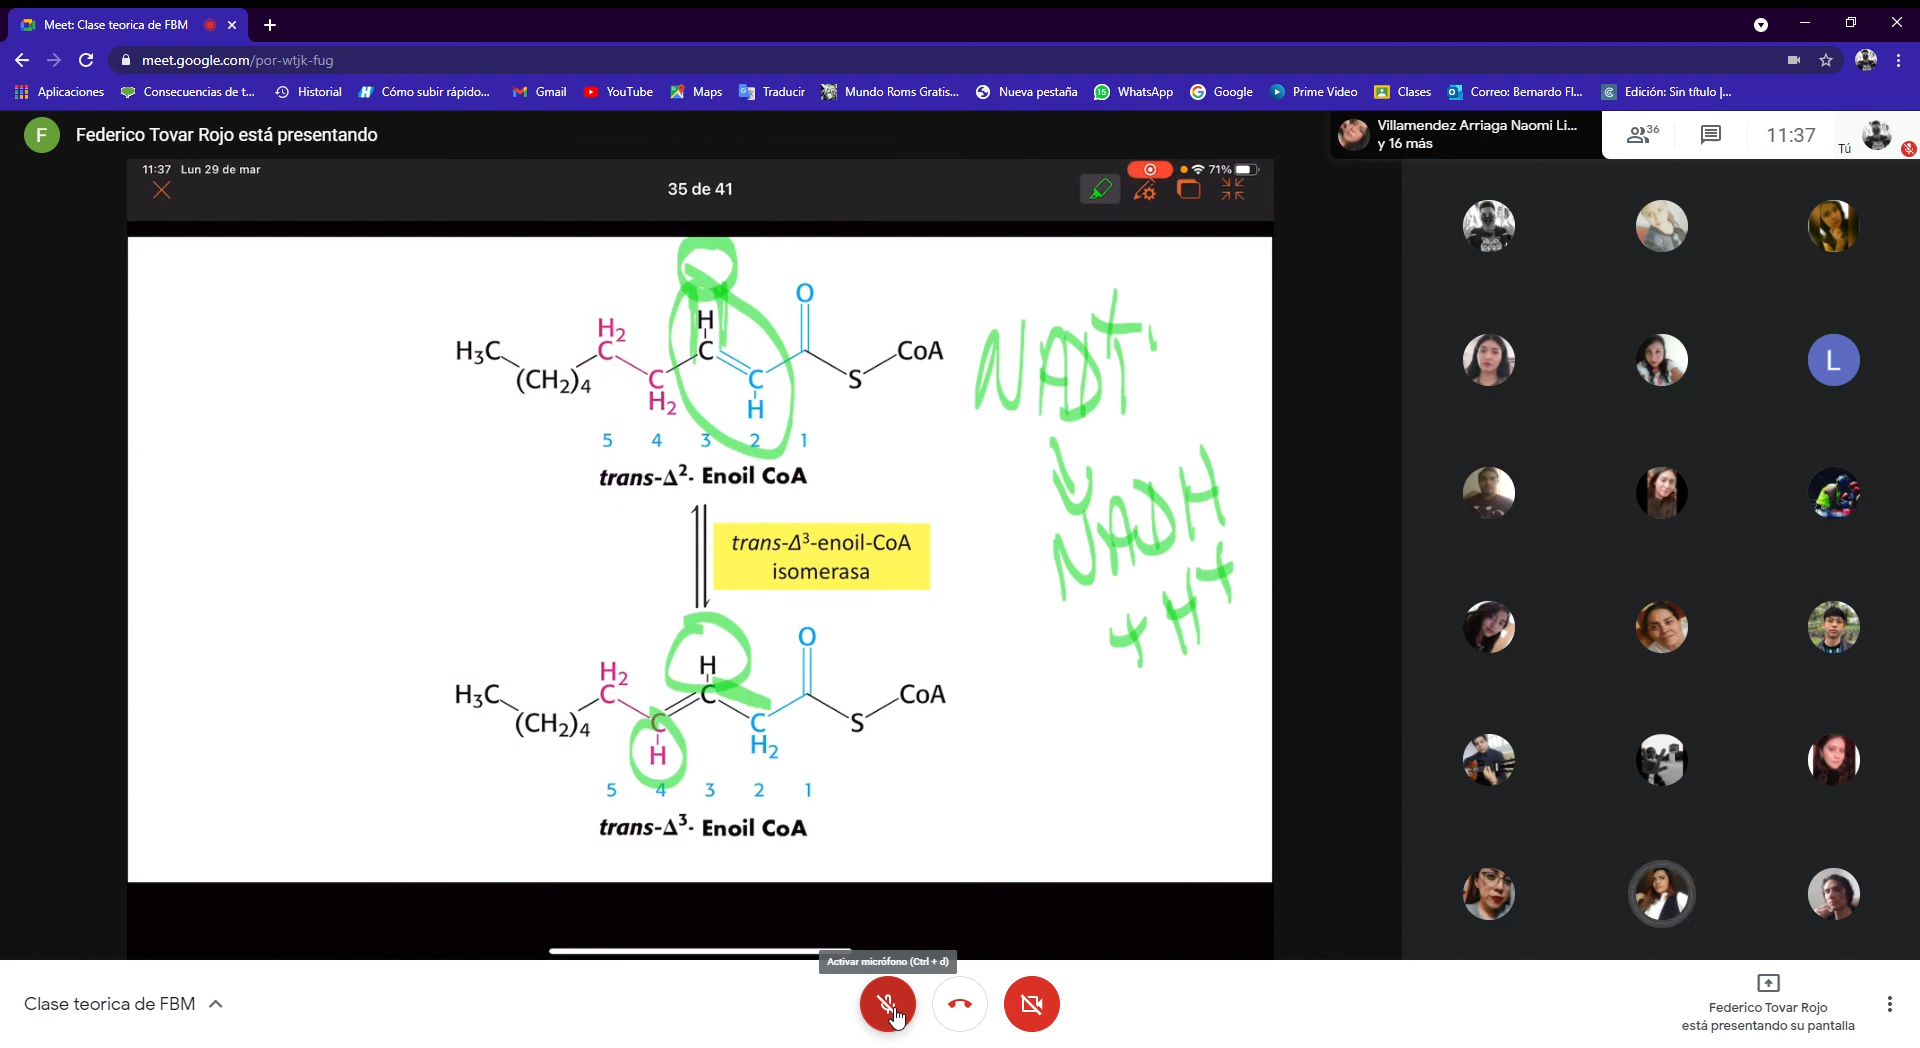 Meet: Clase teorica de FBM
meet.google.com/por-wtjk-fug
Aplicaciones
Consecuencias de t...
Historial
Cómo subir rápido...
Gmail
YouTube
Maps
Traducir
Mundo Roms Gratis...
Nueva pestaña
WhatsApp
Google
Prime Video
Clases
Correo: Bernardo Fl...
Edición: Sin título |...
F
Federico Tovar Rojo está presentando
Villamendez Arriaga Naomi Li...
y 16 más
36
11:37
Tú
11:37 Lun 29 de mar
71%
35 de 41
O
H
H₂
H₃C
C
C
CoA
(CH₂)₄
C
C
S
H₂
H
5 4 3 2 1
trans-Δ²- Enoil CoA
NAD⁺
NADH
+ H⁺
trans-Δ³-enoil-CoA
isomerasa
O
H₂
H
H₃C
C
C
CoA
(CH₂)₄
C
C
S
H
H₂
5 4 3 2 1
trans-Δ³- Enoil CoA
L
Activar micrófono (Ctrl + d)
Clase teorica de FBM
Federico Tovar Rojo
está presentando su pantalla